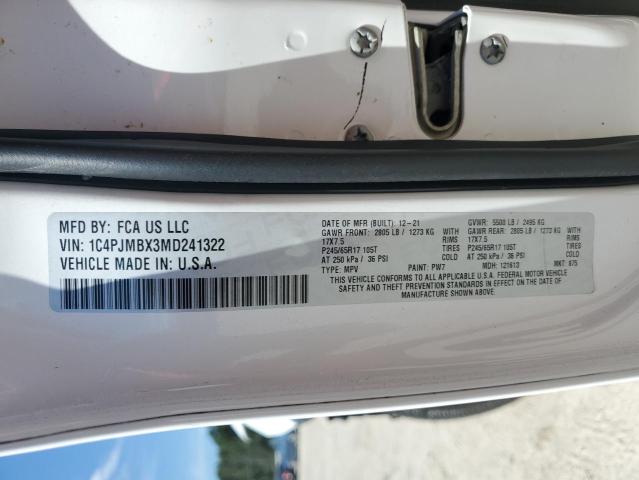 MFD BY: FCA US LLC
VIN: 1C4PJMBX3MD241322
VEHICLE MADE IN: U.S.A.
DATE OF MFR (BUILT): 12-21 GVWR: 5500 LB / 2495 KG
GAWR FRONT: 2805 LB / 1273 KG WITH GAWR REAR: 2805 LB / 1273 KG WITH
17X7.5 RIMS 17X7.5 RIMS
P245/65R17 105T TIRES P245/65R17 105T TIRES
AT 250 kPa / 36 PSI COLD AT 250 kPa / 36 PSI COLD
TYPE: MPV PAINT: PW7 MDH: 121613 MKT: 875
THIS VEHICLE CONFORMS TO ALL APPLICABLE U.S.A. FEDERAL MOTOR VEHICLE
SAFETY AND THEFT PREVENTION STANDARDS IN EFFECT ON THE DATE OF
MANUFACTURE SHOWN ABOVE.